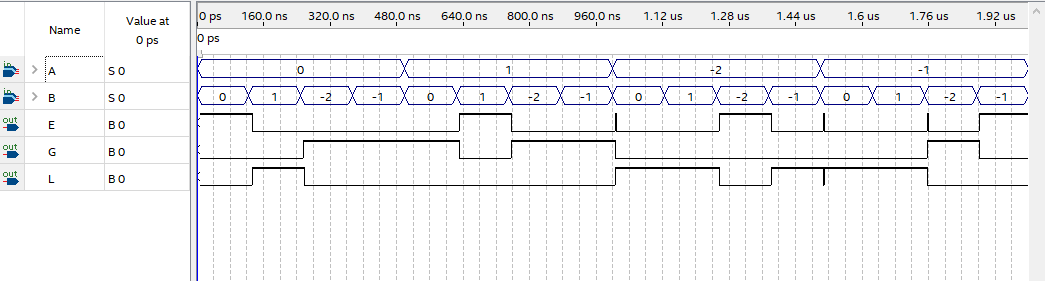 Name Value at 0 ps
0 ps 160.0 ns 320.0 ns 480.0 ns 640.0 ns 800.0 ns 960.0 ns 1.12 us 1.28 us 1.44 us 1.6 us 1.76 us 1.92 us
0 ps
in A S 0 0 1 -2 -1
in B S 0 0 1 -2 -1 0 1 -2 -1 0 1 -2 -1 0 1 -2 -1
out E B 0
out G B 0
out L B 0